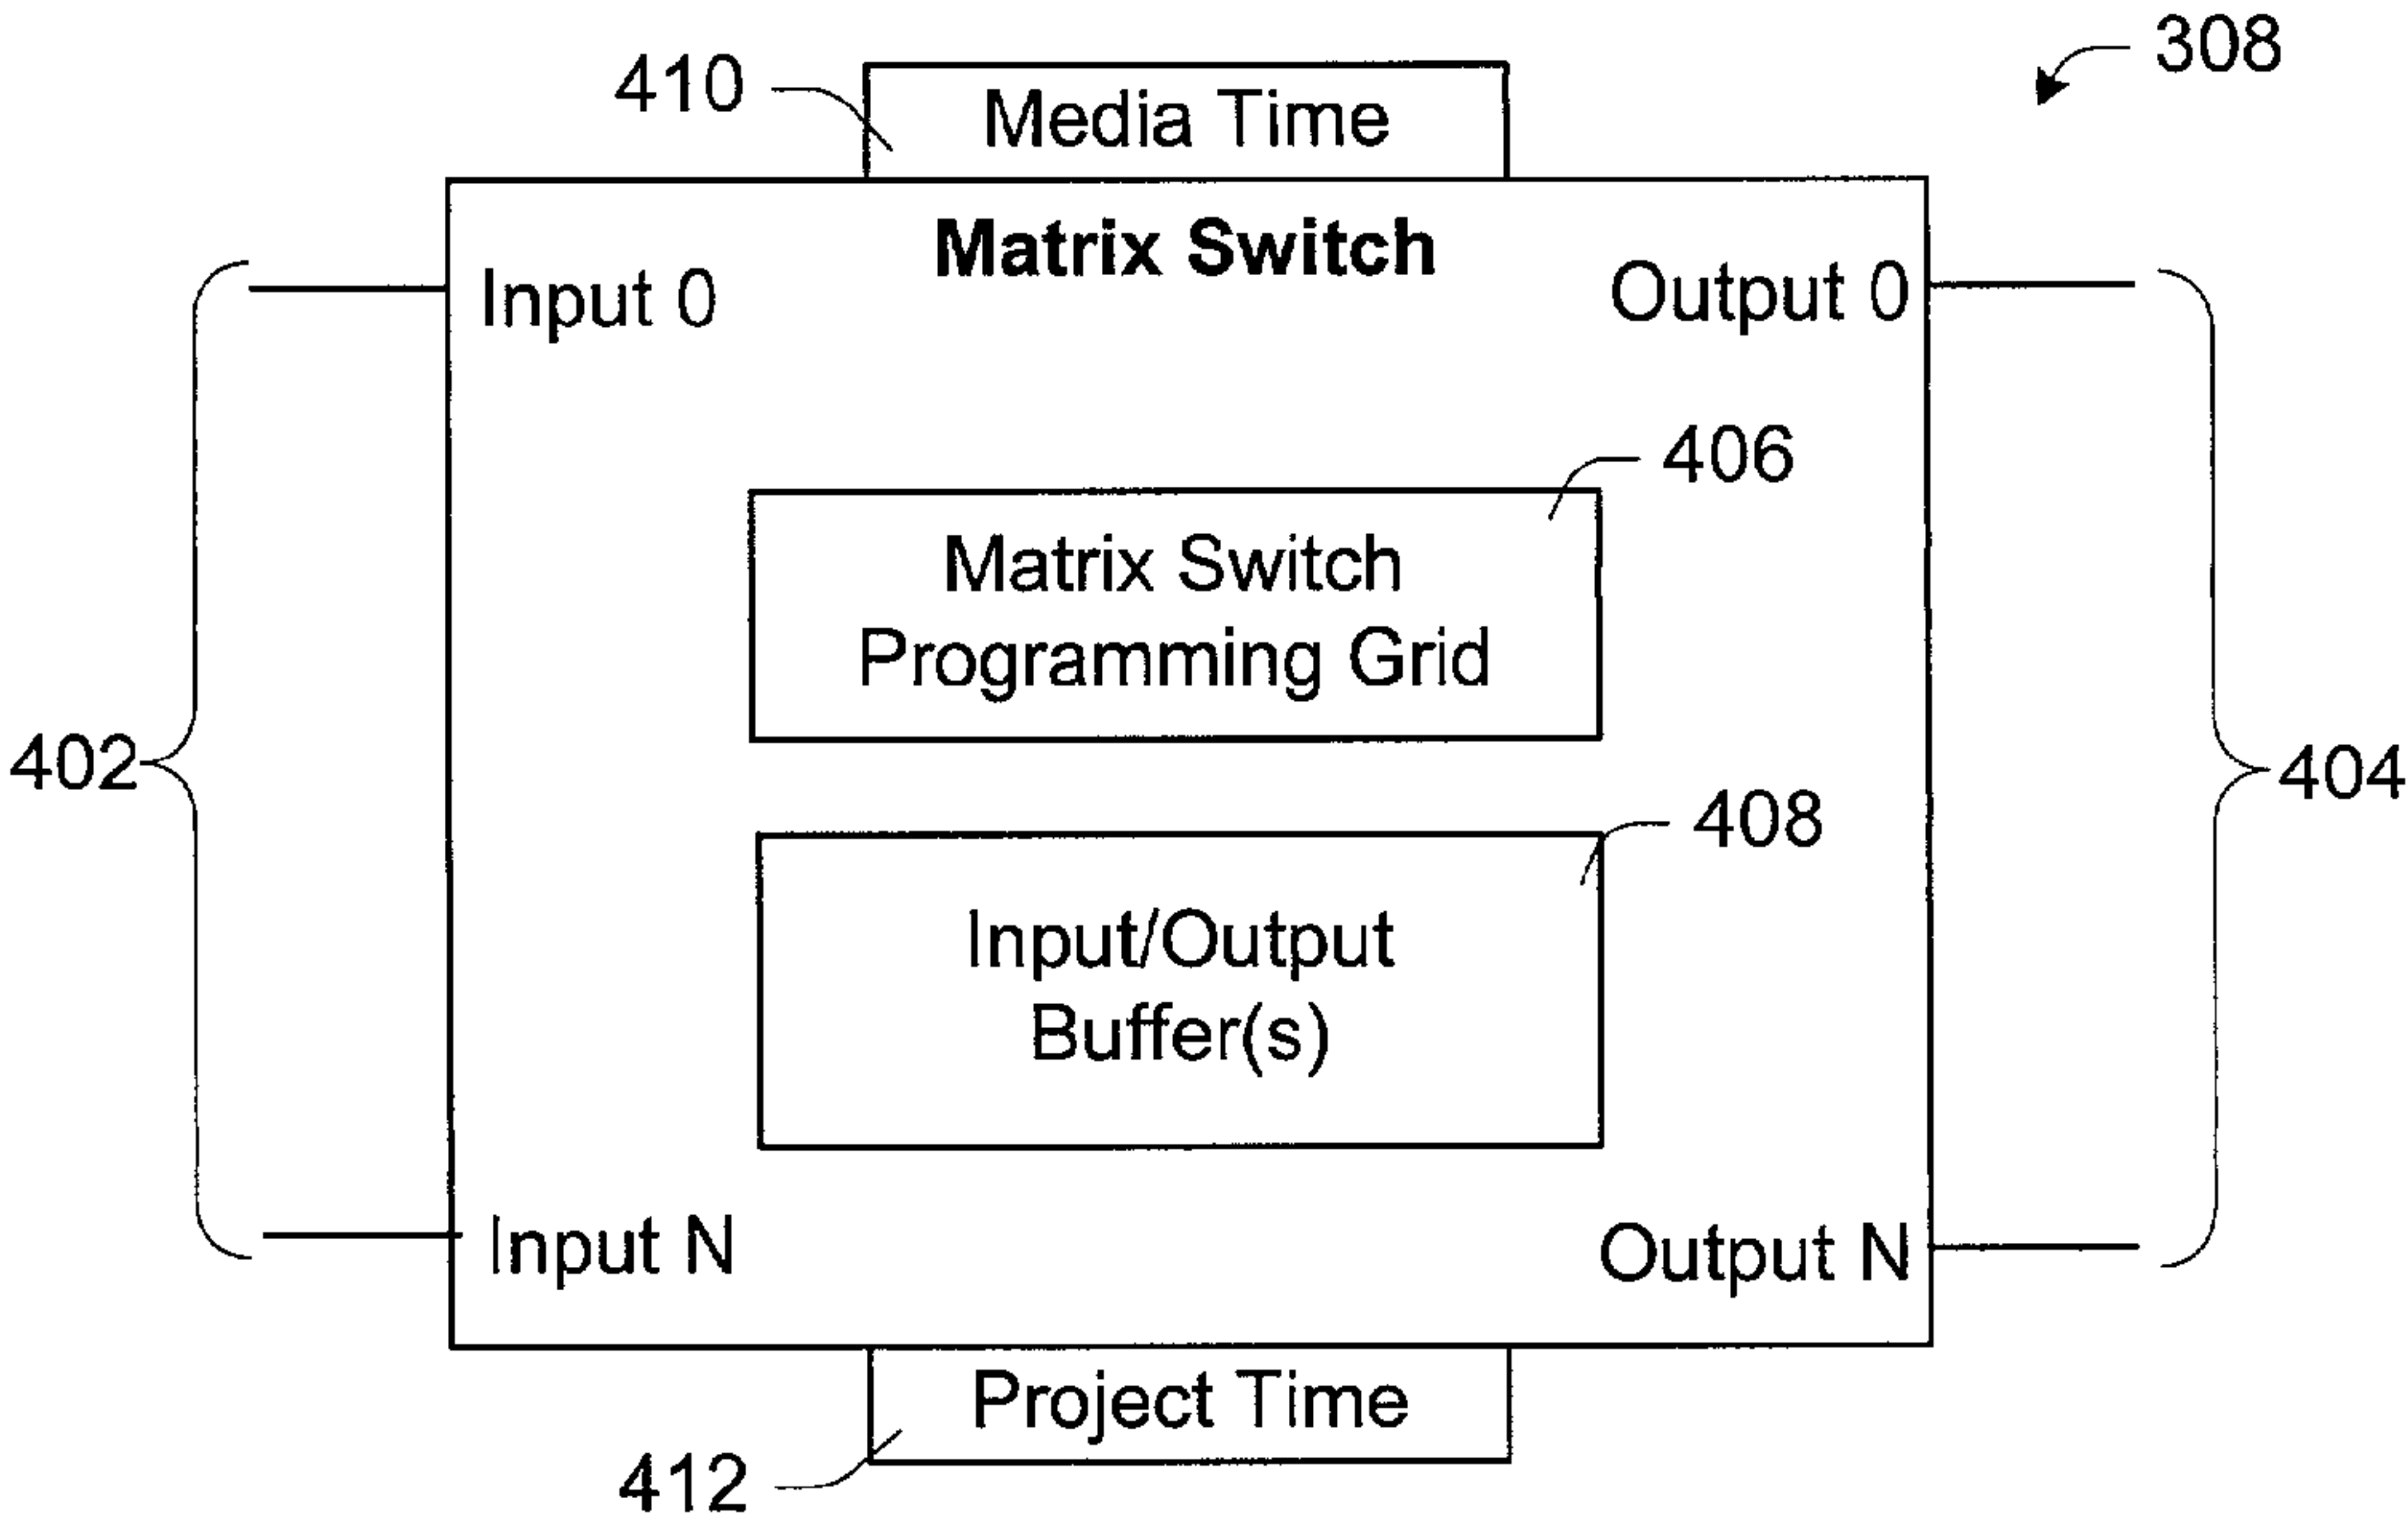 308
410
Media Time
Matrix Switch
Input 0
Output 0
406
Matrix Switch
Programming Grid
402
404
408
Input/Output
Buffer(s)
Input N
Output N
Project Time
412